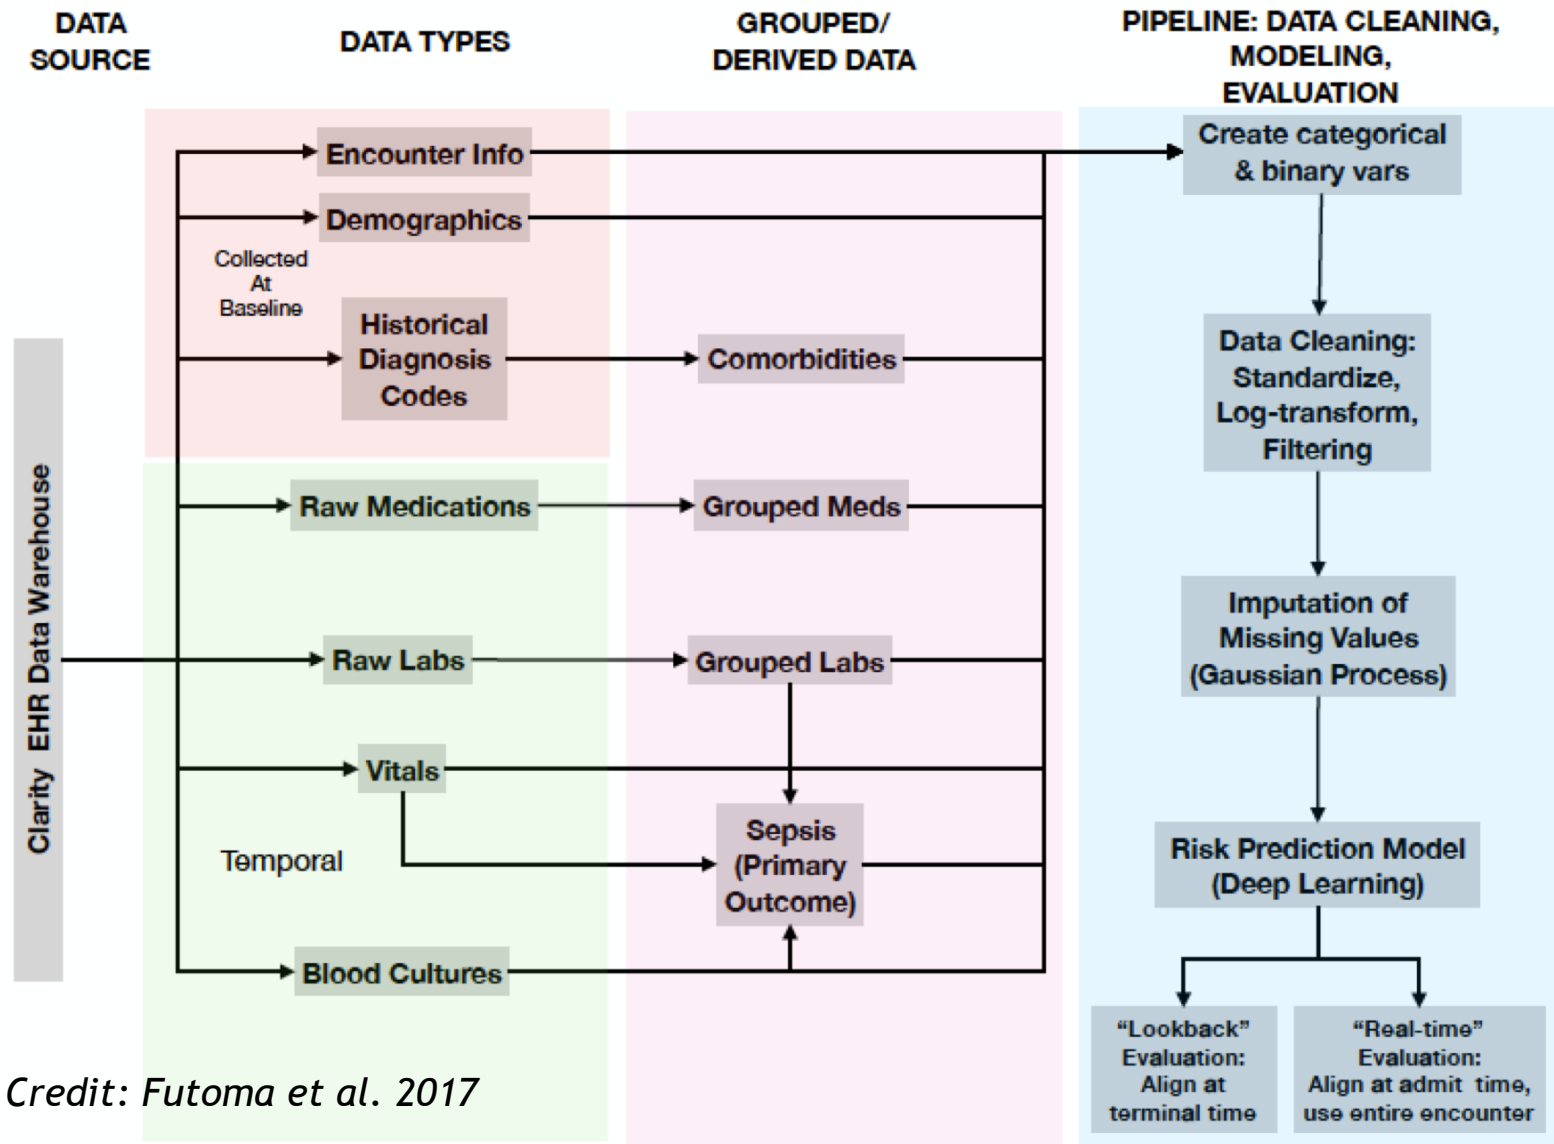 DATA
SOURCE
DATA TYPES
GROUPED/
DERIVED DATA
PIPELINE: DATA CLEANING,
MODELING,
EVALUATION
Clarity EHR Data Warehouse
Encounter Info
Demographics
Collected
At
Baseline
Historical
Diagnosis
Codes
Raw Medications
Raw Labs
Vitals
Temporal
Blood Cultures
Comorbidities
Grouped Meds
Grouped Labs
Sepsis
(Primary
Outcome)
Create categorical
& binary vars
Data Cleaning:
Standardize,
Log-transform,
Filtering
Imputation of
Missing Values
(Gaussian Process)
Risk Prediction Model
(Deep Learning)
“Lookback”
Evaluation:
Align at
terminal time
“Real-time”
Evaluation:
Align at admit time,
use entire encounter
Credit: Futoma et al. 2017